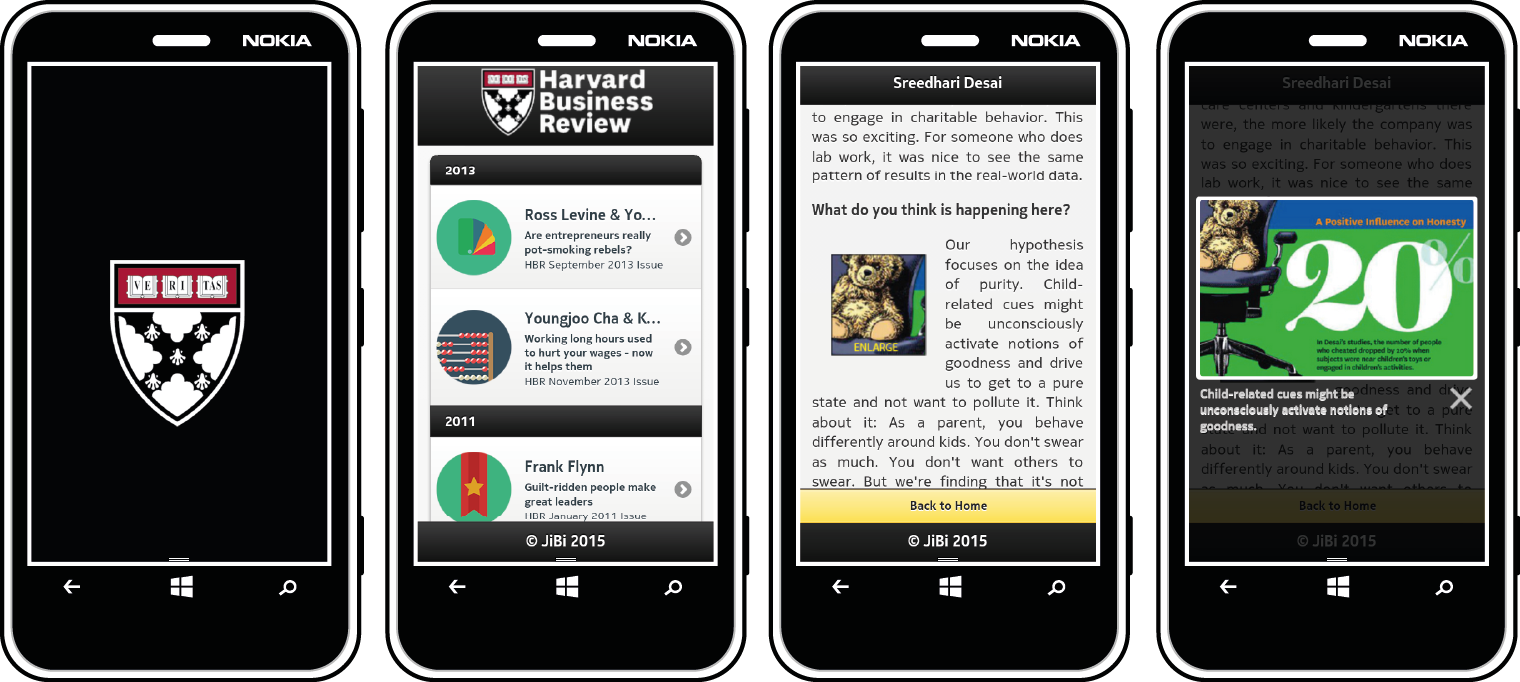 NOKIA
VE RI TAS
NOKIA
Harvard
Business
Review
2013
Ross Levine & Yo...
Are entrepreneurs really
pot-smoking rebels?
HBR September 2013 Issue
Youngjoo Cha & K...
Working long hours used
to hurt your wages - now
it helps them
HBR November 2013 Issue
2011
Frank Flynn
Guilt-ridden people make
great leaders
HBR January 2011 Issue
© JiBi 2015
NOKIA
Sreedhari Desai
to engage in charitable behavior. This
was so exciting. For someone who does
lab work, it was nice to see the same
pattern of results in the real-world data.
What do you think is happening here?
ENLARGE
Our hypothesis
focuses on the idea
of purity. Child-
related cues might
be unconsciously
activate notions of
goodness and drive
us to get to a pure
state and not want to pollute it. Think
about it: As a parent, you behave
differently around kids. You don't swear
as much. You don't want others to
swear. But we're finding that it's not
Back to Home
© JiBi 2015
NOKIA
Sreedhari Desai
care centers and kindergartens there
were, the more likely the company was
to engage in charitable behavior. This
was so exciting. For someone who does
lab work, it was nice to see the same
A Positive Influence on Honesty
20%
In Desai's studies, the number of people
who cheated dropped by 20% when
subjects were near children's toys or
engaged in children's activities.
goodness and drive
Child-related cues might be
unconsciously activate notions of
goodness.
get to a pure
state and not want to pollute it. Think
about it: As a parent, you behave
differently around kids. You don't swear
as much. You don't want others to
Back to Home
© JiBi 2015